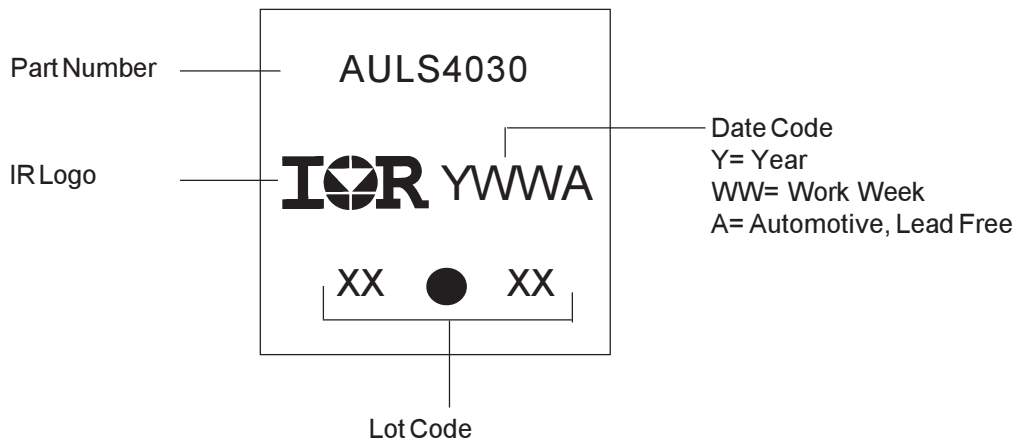 Part Number
AULS4030
IR Logo
IOR YWWA
Date Code
Y= Year
WW= Work Week
A= Automotive, Lead Free
XX XX
Lot Code